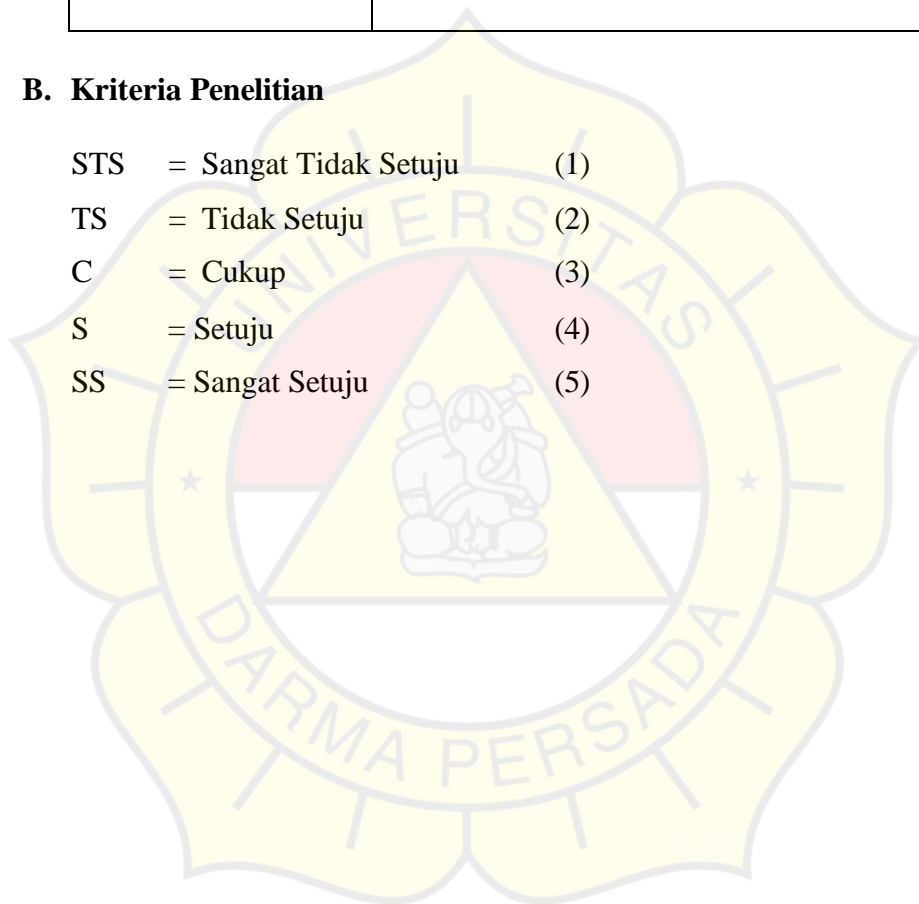 B. Kriteria Penelitian
STS = Sangat Tidak Setuju (1)
TS = Tidak Setuju (2)
C = Cukup (3)
S = Setuju (4)
SS = Sangat Setuju (5)
UNIVERSITAS
DARMA PERSADA